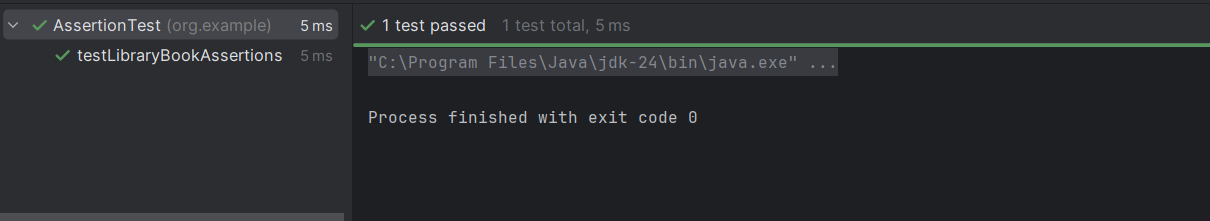 AssertionTest (org.example) 5 ms
testLibraryBookAssertions 5 ms
1 test passed 1 test total, 5 ms
"C:\Program Files\Java\jdk-24\bin\java.exe" ...
Process finished with exit code 0